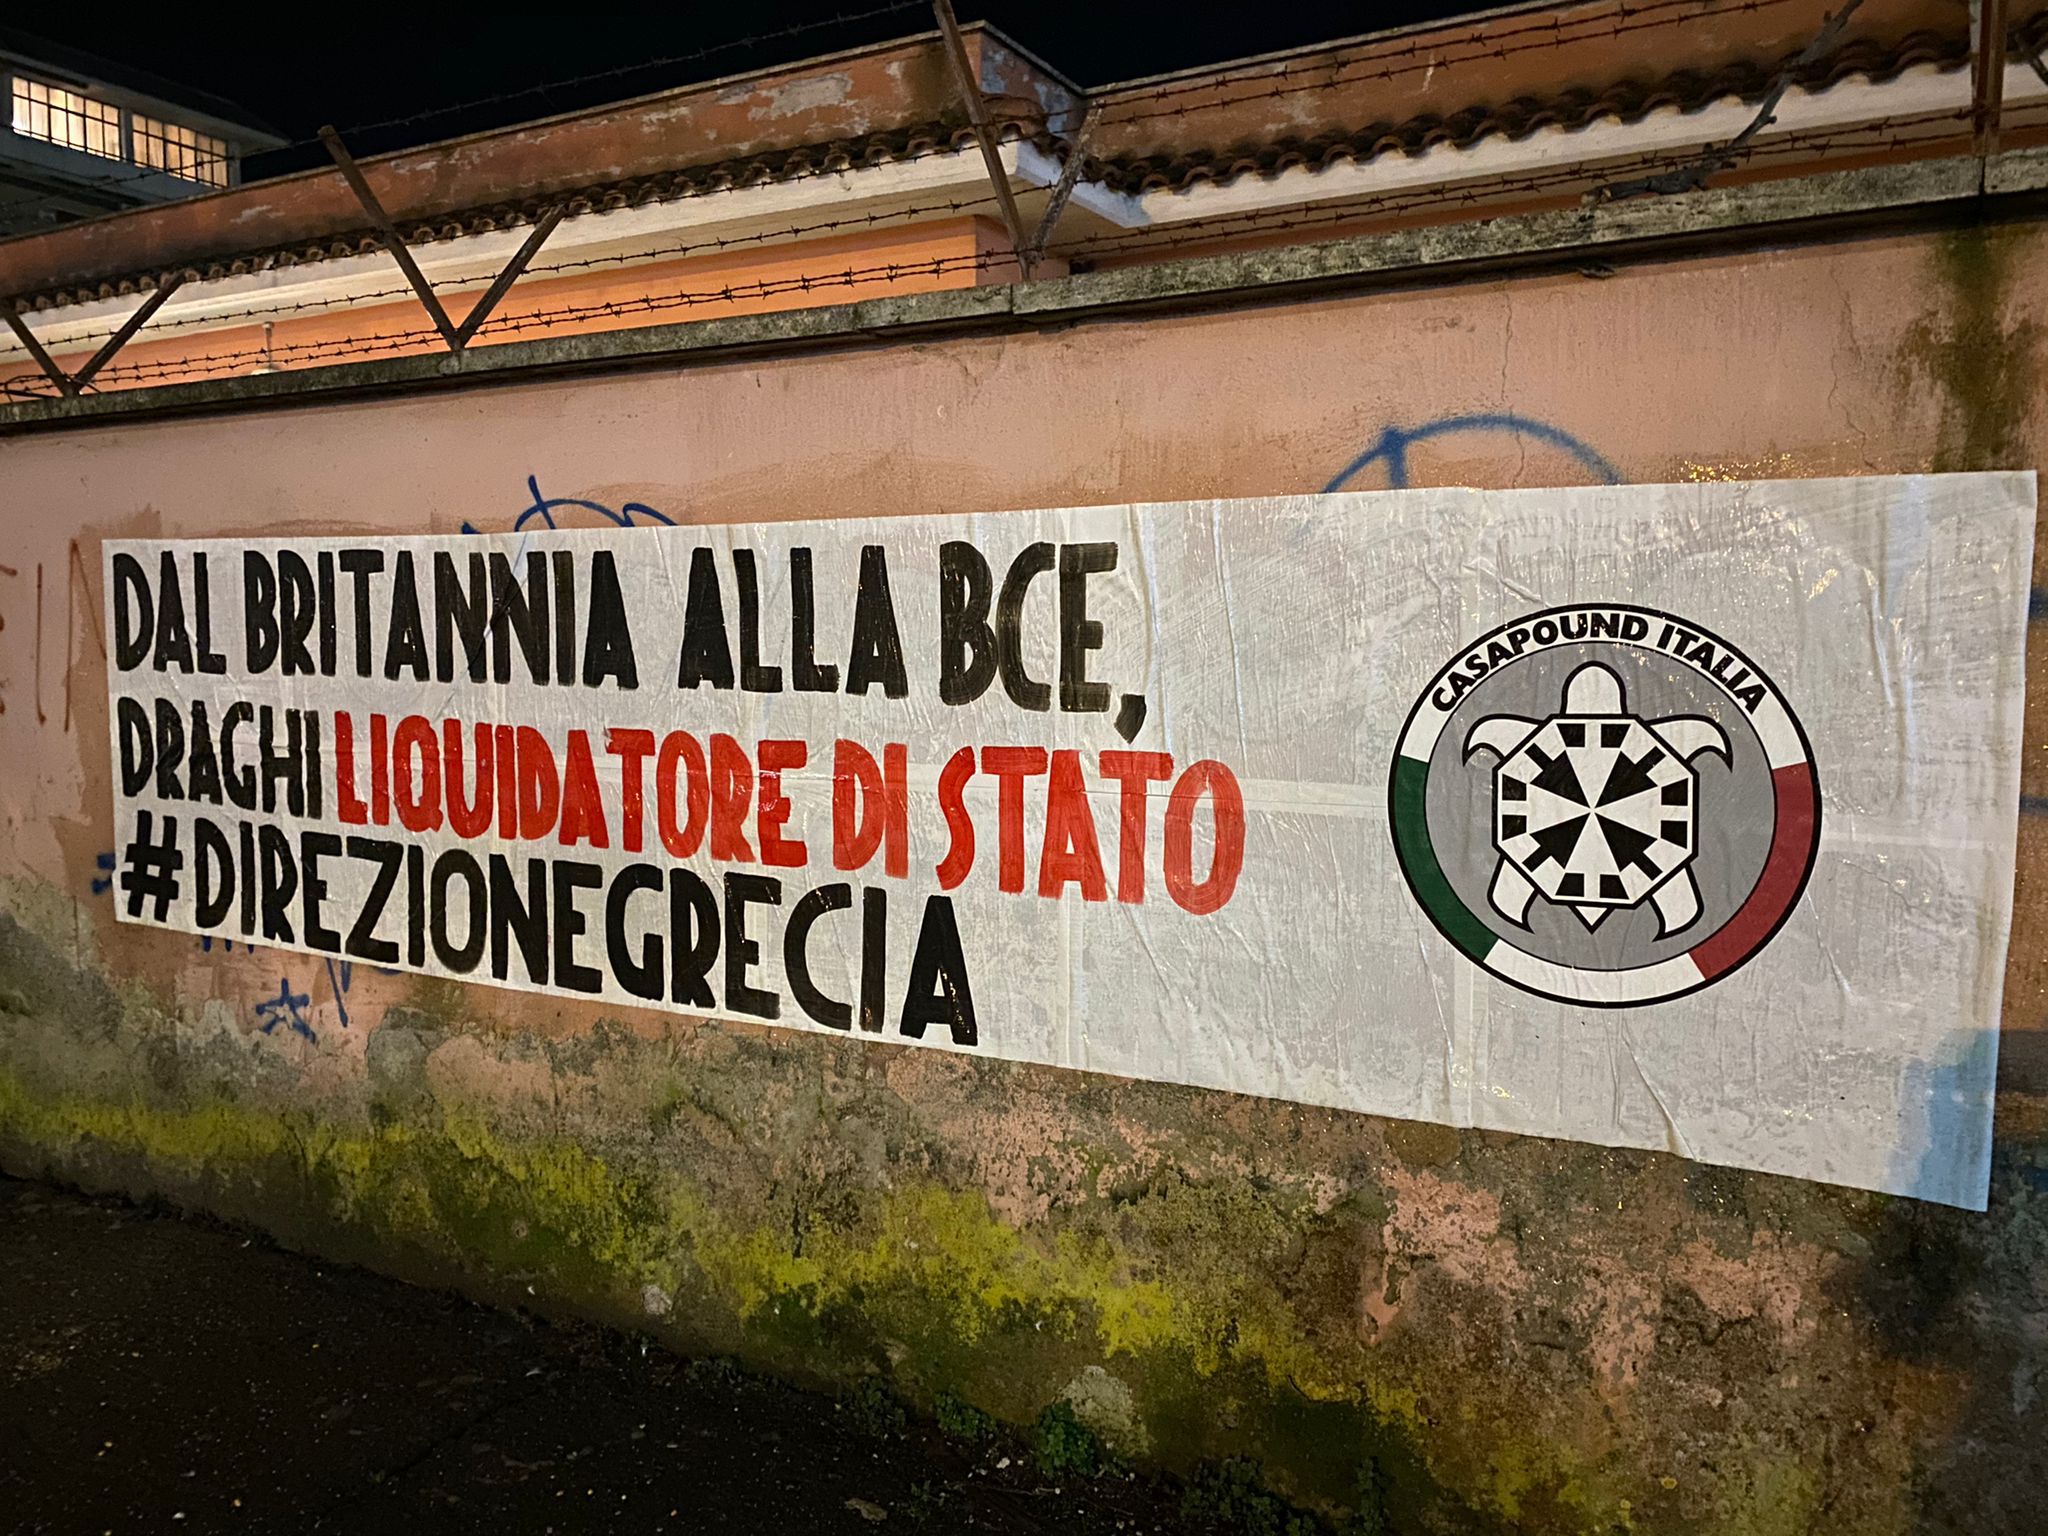 DAL BRITANNIA ALLA BCE,
DRAGHI LIQUIDATORE DI STATO
#DIREZIONEGRECIA
CASAPOUND ITALIA